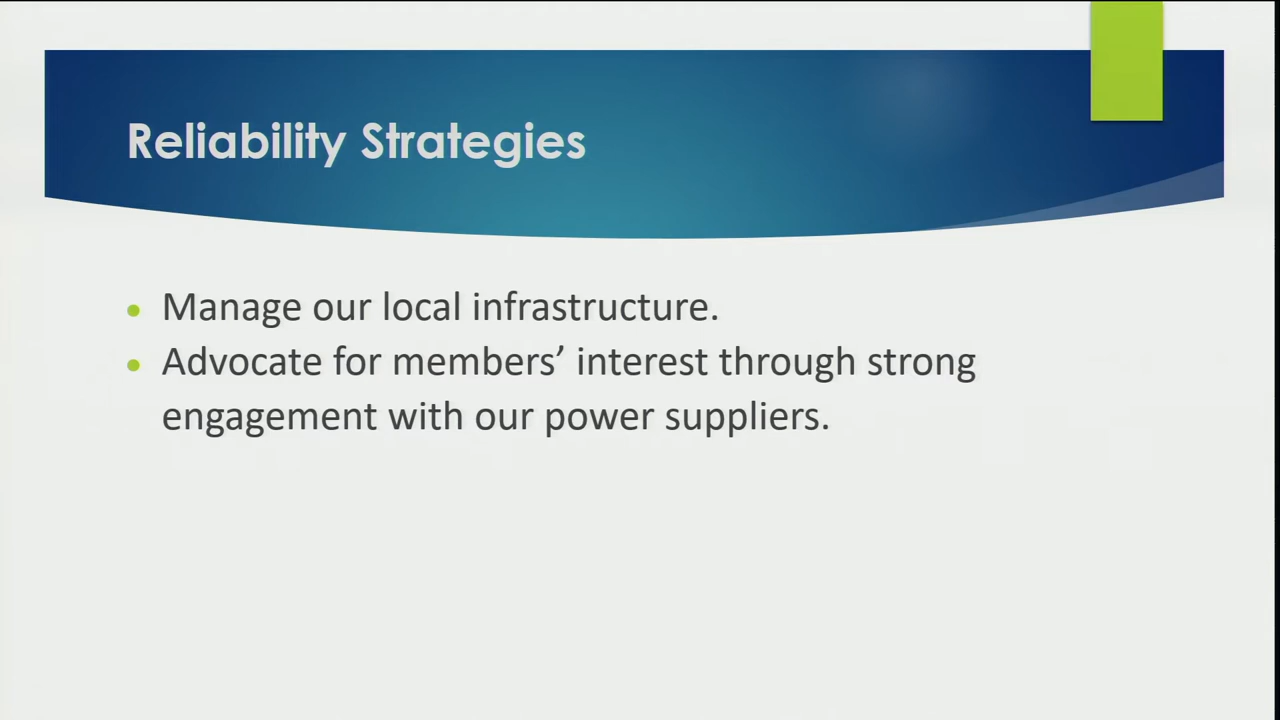 Reliability Strategies
• Manage our local infrastructure.
• Advocate for members’ interest through strong
engagement with our power suppliers.